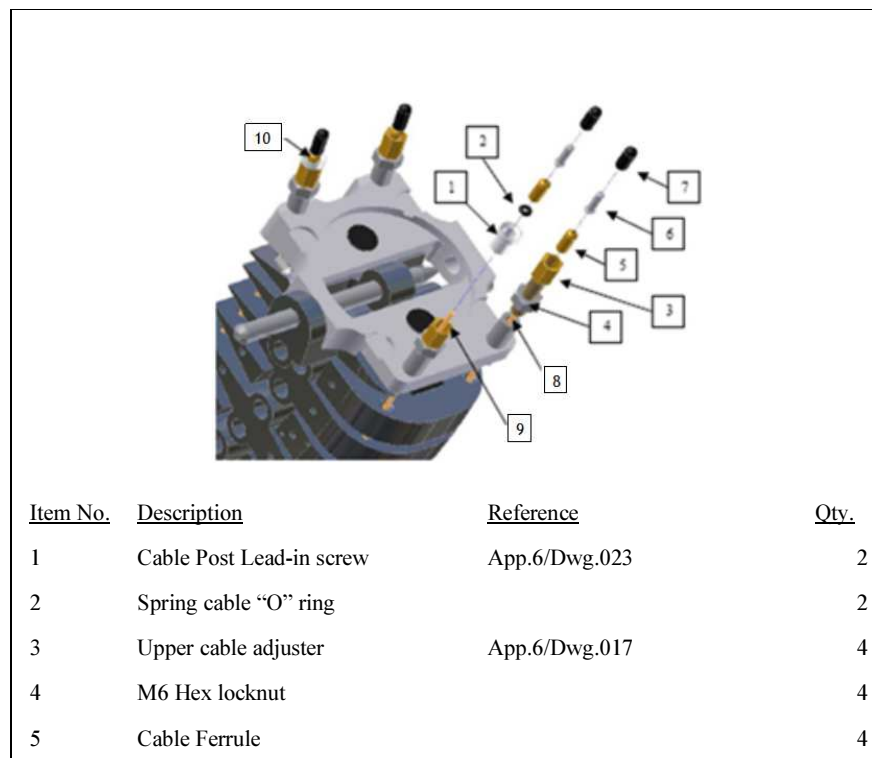 10
2
1
7
6
5
3
4
8
9
Item No. Description Reference Qty.
1 Cable Post Lead-in screw App.6/Dwg.023 2
2 Spring cable “O” ring 2
3 Upper cable adjuster App.6/Dwg.017 4
4 M6 Hex locknut 4
5 Cable Ferrule 4